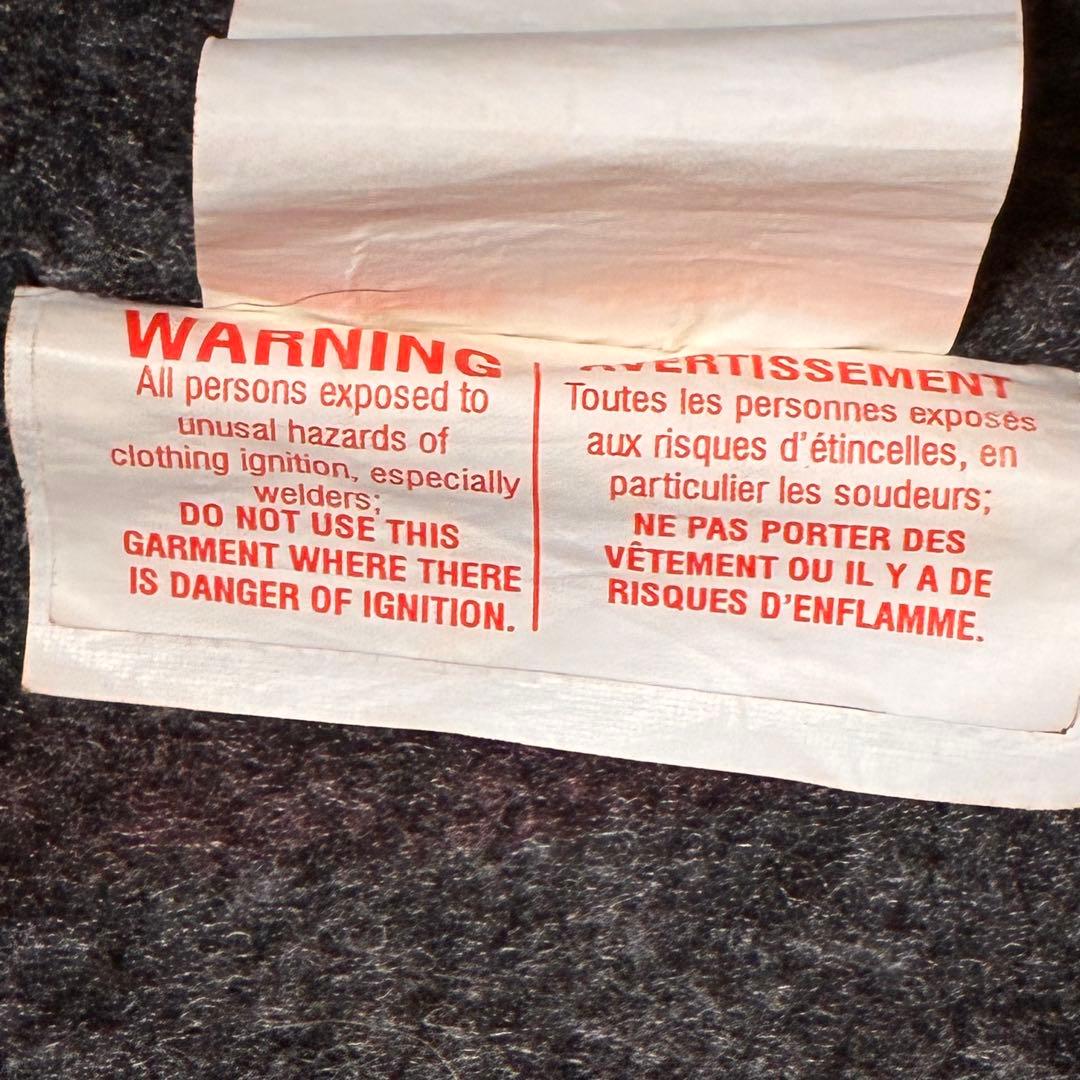 WARNING
All persons exposed to
unusal hazards of
clothing ignition, especially
welders;
DO NOT USE THIS
GARMENT WHERE THERE
IS DANGER OF IGNITION.
AVERTISSEMENT
Toutes les personnes exposés
aux risques d'étincelles, en
particulier les soudeurs;
NE PAS PORTER DES
VÊTEMENT OU IL Y A DE
RISQUES D'ENFLAMME.